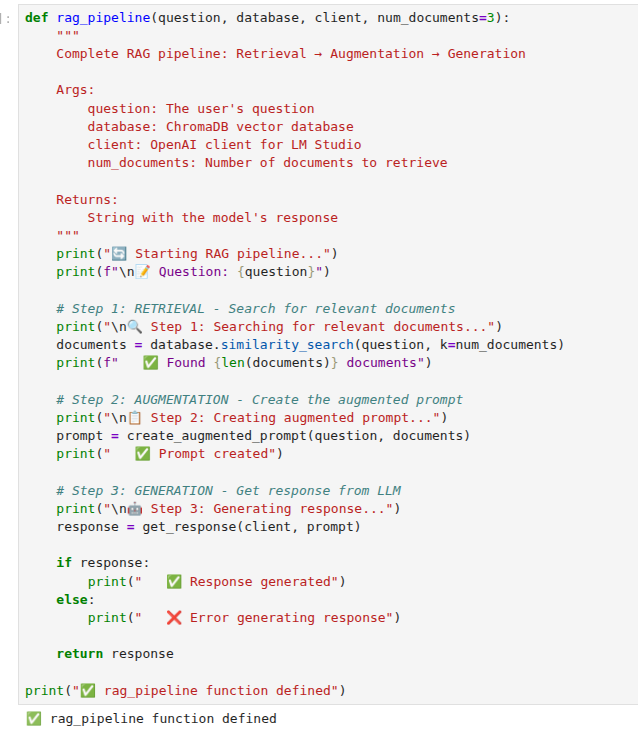 ]:
def rag_pipeline(question, database, client, num_documents=3):
    """
    Complete RAG pipeline: Retrieval → Augmentation → Generation

    Args:
        question: The user's question
        database: ChromaDB vector database
        client: OpenAI client for LM Studio
        num_documents: Number of documents to retrieve

    Returns:
        String with the model's response
    """
    print("🔄 Starting RAG pipeline...")
    print(f"\n📝 Question: {question}")

    # Step 1: RETRIEVAL - Search for relevant documents
    print("\n🔍 Step 1: Searching for relevant documents...")
    documents = database.similarity_search(question, k=num_documents)
    print(f"   ✅ Found {len(documents)} documents")

    # Step 2: AUGMENTATION - Create the augmented prompt
    print("\n📋 Step 2: Creating augmented prompt...")
    prompt = create_augmented_prompt(question, documents)
    print("   ✅ Prompt created")

    # Step 3: GENERATION - Get response from LLM
    print("\n🤖 Step 3: Generating response...")
    response = get_response(client, prompt)

    if response:
        print("   ✅ Response generated")
    else:
        print("   ❌ Error generating response")

    return response

print("✅ rag_pipeline function defined")
✅ rag_pipeline function defined